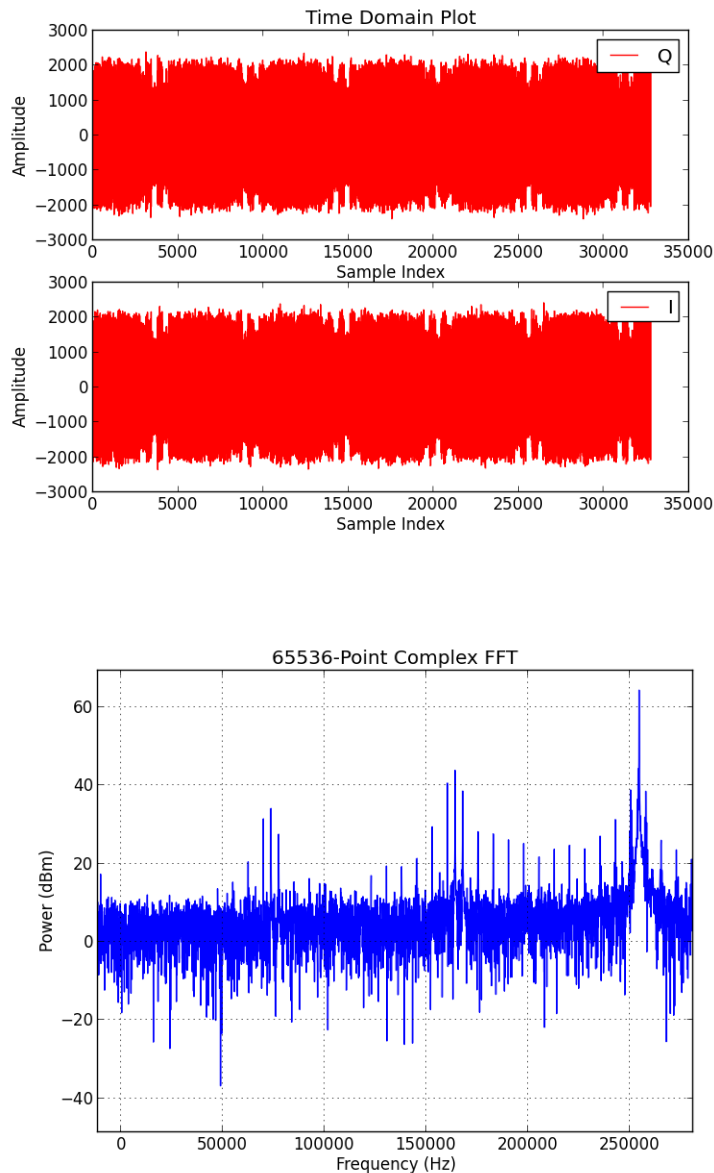 Time Domain Plot
3000
2000
1000
0
−1000
−2000
−3000
Amplitude
Q
0 5000 10000 15000 20000 25000 30000 35000
Sample Index
3000
2000
1000
0
−1000
−2000
−3000
Amplitude
I
0 5000 10000 15000 20000 25000 30000 35000
Sample Index
65536-Point Complex FFT
60
40
20
0
−20
−40
Power (dBm)
0 50000 100000 150000 200000 250000
Frequency (Hz)